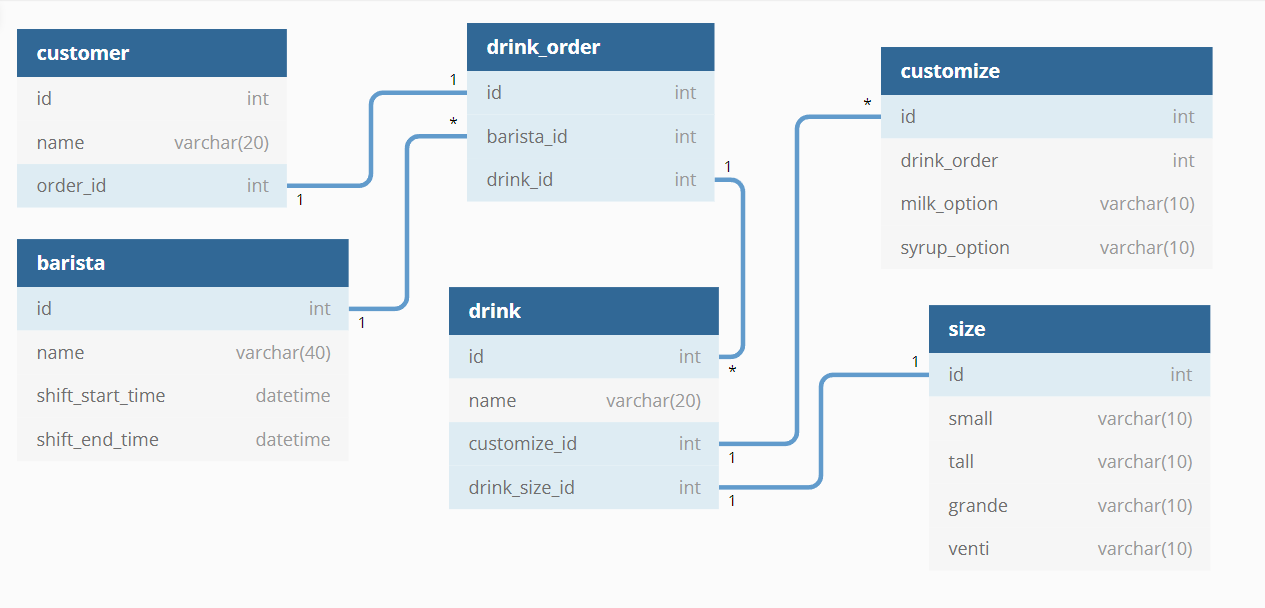 customer
id int
name varchar(20)
order_id int
1
barista
id int
1
name varchar(40)
shift_start_time datetime
shift_end_time datetime
drink_order
1
id int
*
barista_id int
drink_id int
1
drink
id int
*
name varchar(20)
customize_id int
1
drink_size_id int
1
customize
*
id int
drink_order int
milk_option varchar(10)
syrup_option varchar(10)
size
1
id int
small varchar(10)
tall varchar(10)
grande varchar(10)
venti varchar(10)